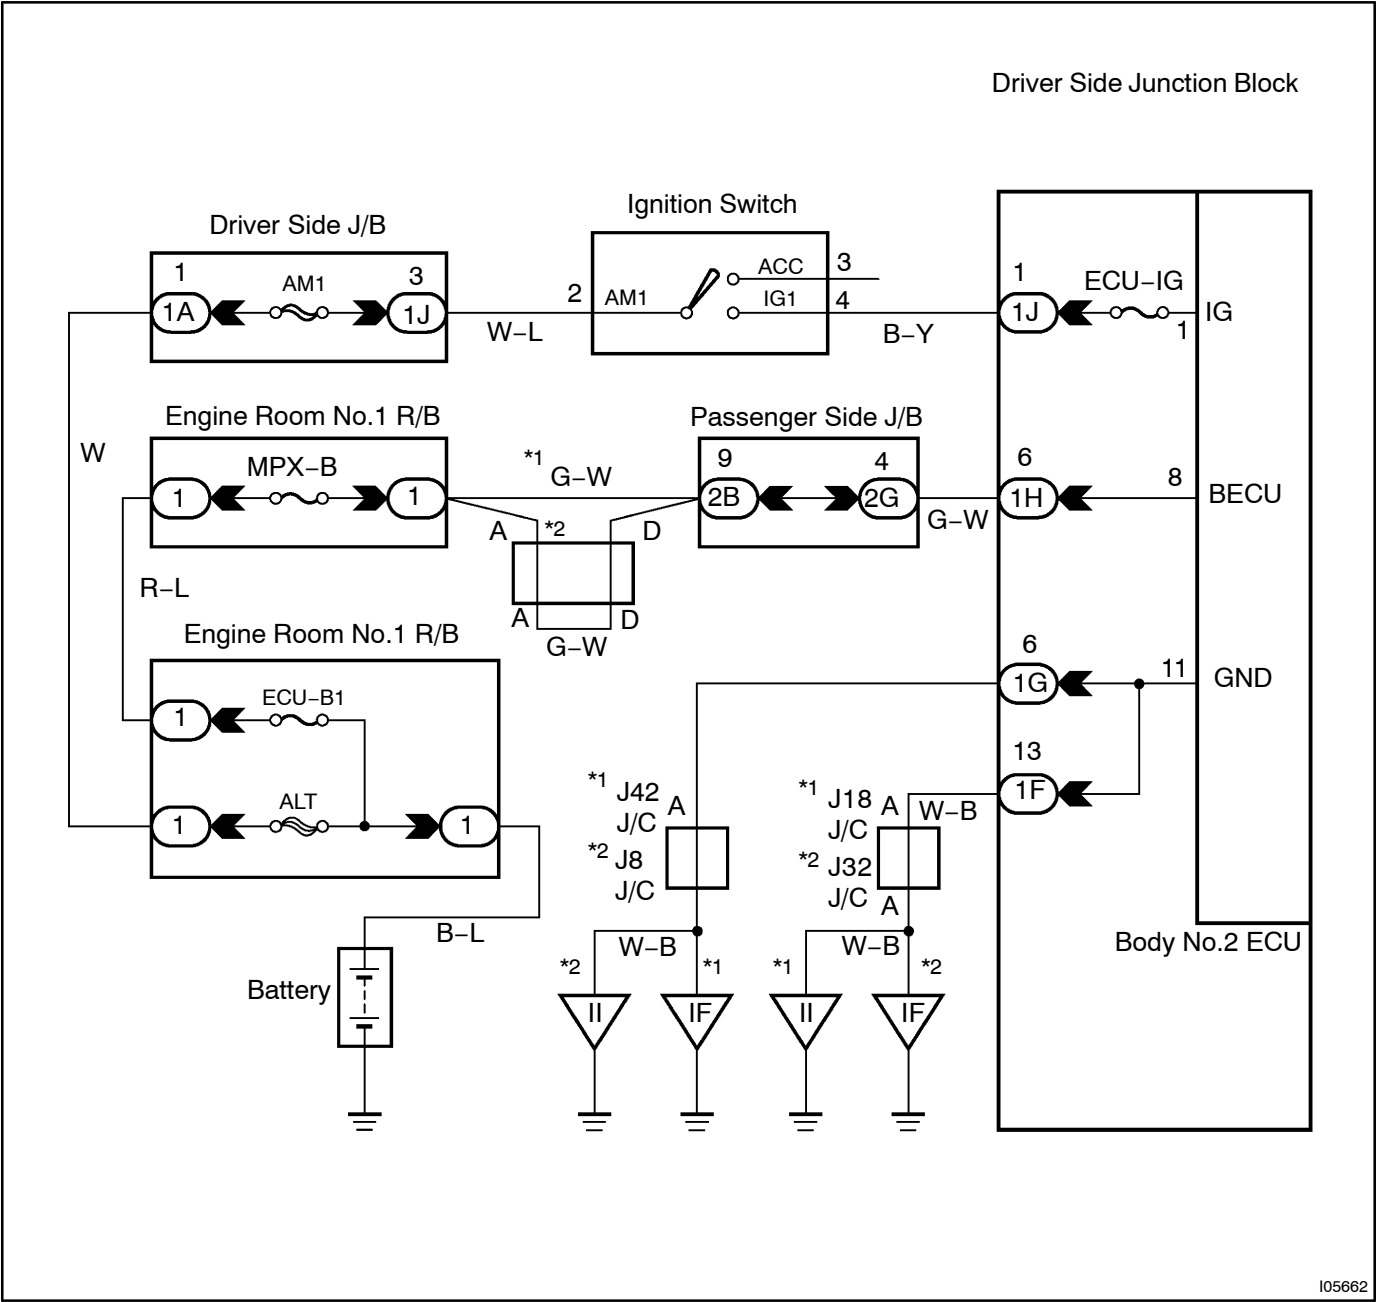 Driver Side Junction Block
Ignition Switch
Driver Side J/B
1
AM1
3
1A
1J
W−L
2
AM1
ACC
IG1
3
4
B−Y
1
1J
ECU−IG
1
IG
W
Engine Room No.1 R/B
MPX−B
1
1
*1
G−W
A
*2
D
A
D
G−W
Passenger Side J/B
9
4
2B
2G
G−W
6
1H
8
BECU
R−L
Engine Room No.1 R/B
ECU−B1
1
ALT
1
1
B−L
Battery
6
1G
11
GND
13
1F
*1 J42
J/C
*2 J8
J/C
A
*1 J18
J/C
*2 J32
J/C
A
W−B
A
W−B
*2
*1
II
IF
W−B
*1
*2
II
IF
Body No.2 ECU
I05662